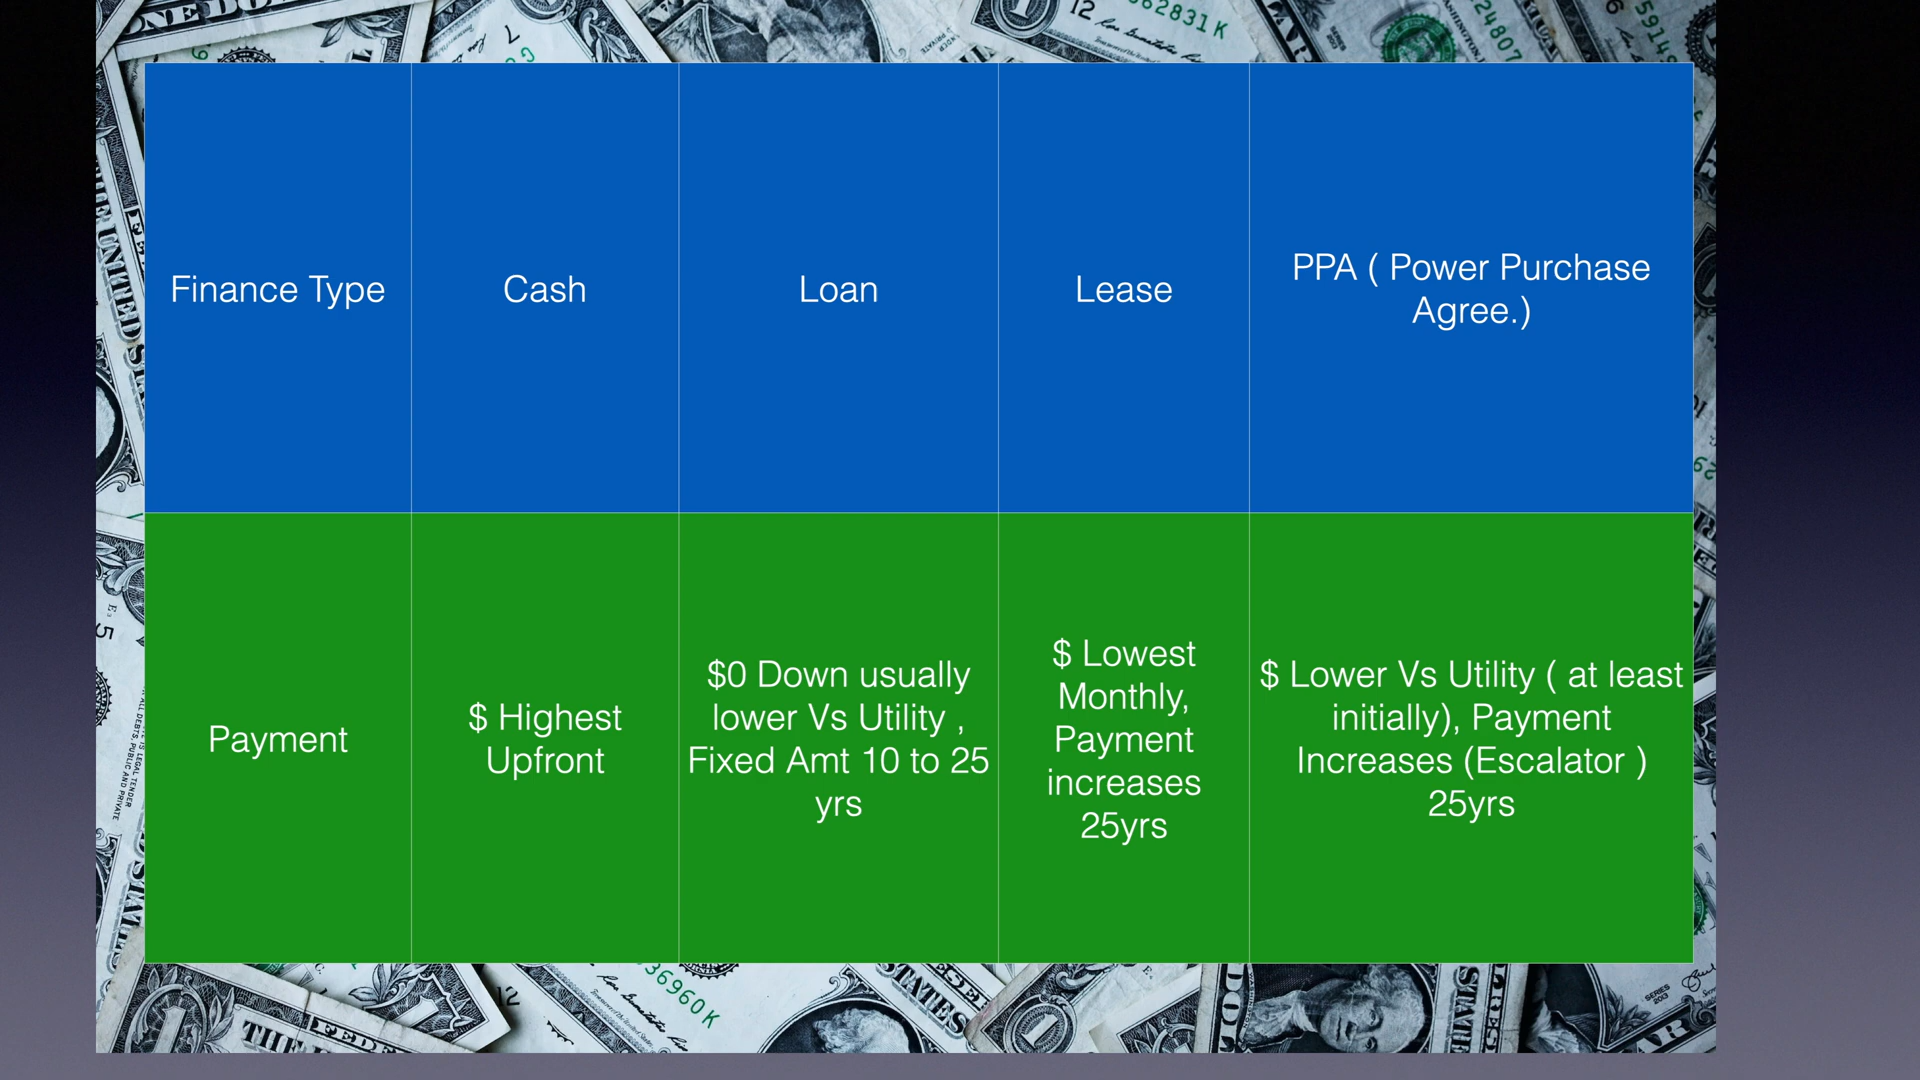 Finance Type
Cash
Loan
Lease
PPA ( Power Purchase
Agree.)
Payment
$ Highest
Upfront
$0 Down usually
lower Vs Utility ,
Fixed Amt 10 to 25
yrs
$ Lowest
Monthly,
Payment
increases
25yrs
$ Lower Vs Utility ( at least
initially), Payment
Increases (Escalator )
25yrs